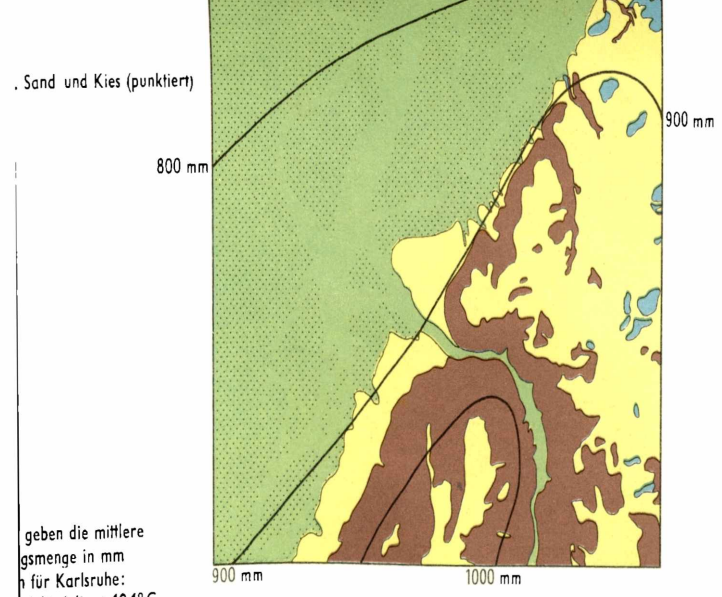 . Sand und Kies (punktiert)
900 mm
800 mm
geben die mittlere
gsmenge in mm
für Karlsruhe:
900 mm
1000 mm